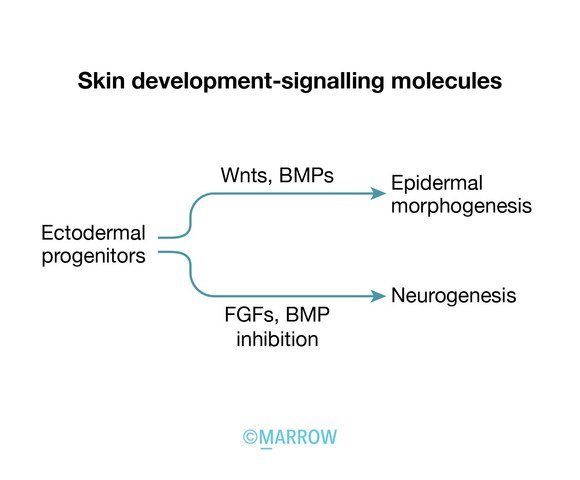 Skin development-signalling molecules
Wnts, BMPs
Epidermal
morphogenesis
Ectodermal
progenitors
FGFs, BMP
inhibition
Neurogenesis
©MARROW